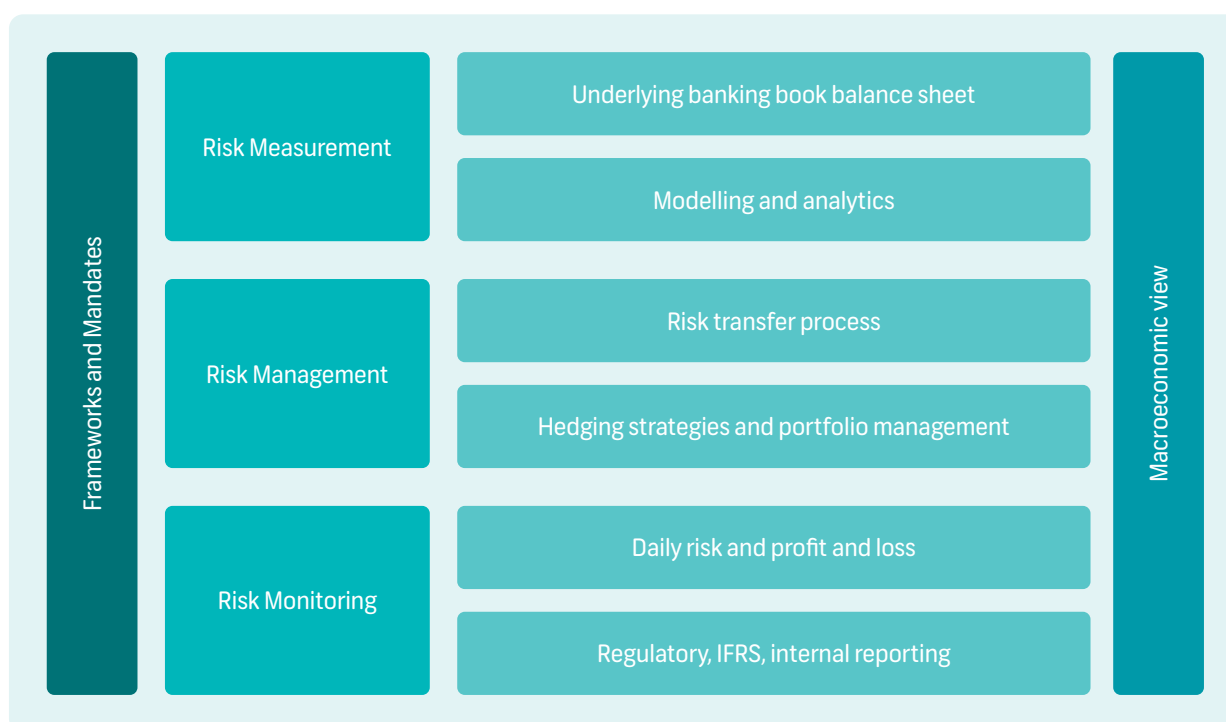 Frameworks and Mandates
Risk Measurement
Underlying banking book balance sheet
Modelling and analytics
Risk Management
Risk transfer process
Hedging strategies and portfolio management
Risk Monitoring
Daily risk and profit and loss
Regulatory, IFRS, internal reporting
Macroeconomic view